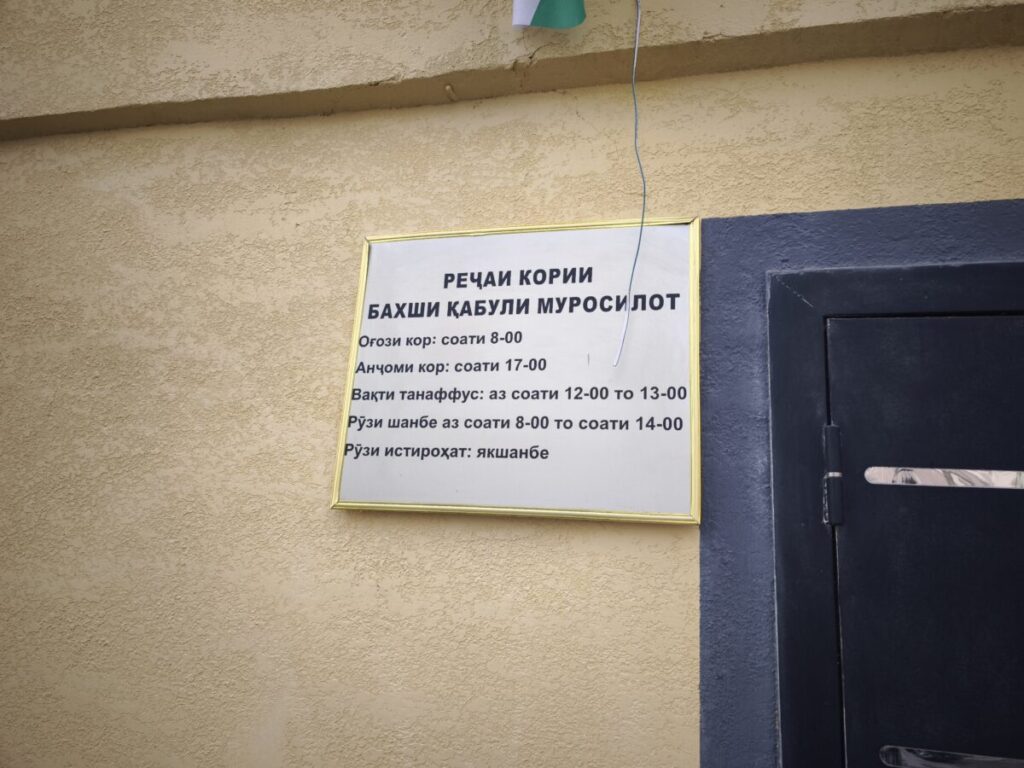 РЕҶАИ КОРИИ
БАХШИ ҚАБУЛИ МУРОСИЛОТ
Оғози кор: соати 8-00
Анҷоми кор: соати 17-00
Вақти танаффус: аз соати 12-00 то 13-00
Рӯзи шанбе аз соати 8-00 то соати 14-00
Рӯзи истироҳат: якшанбе